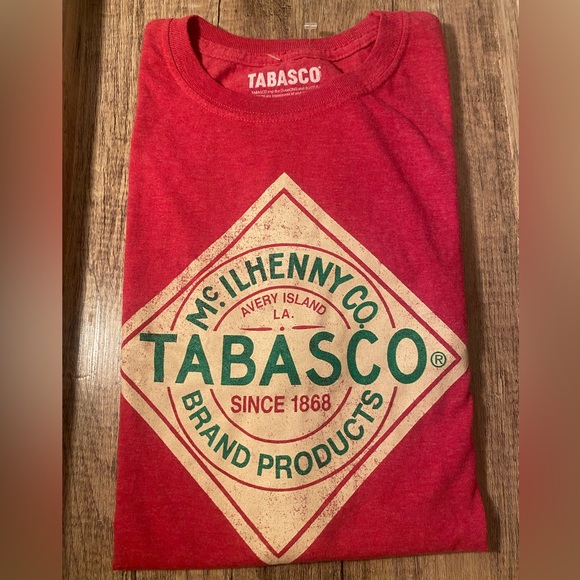 TABASCO®
McILHENNY CO.
AVERY ISLAND
LA.
TABASCO®
SINCE 1868
BRAND PRODUCTS